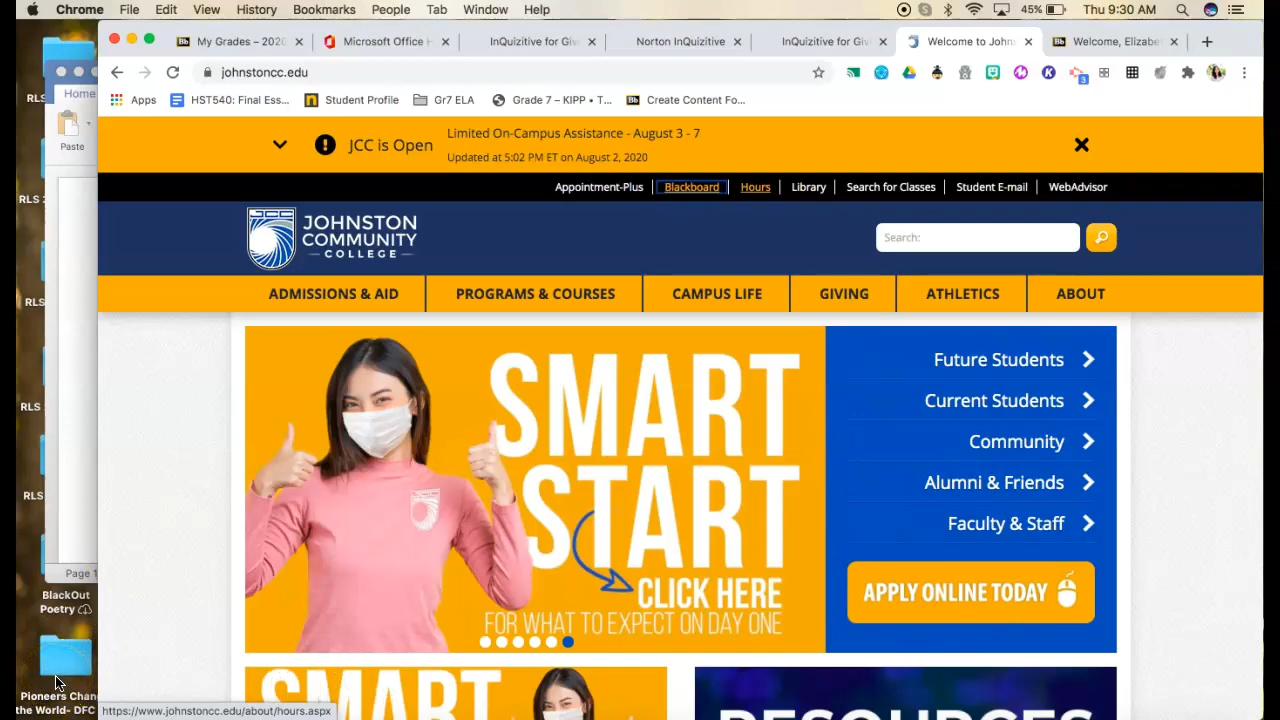 Chrome File Edit View History Bookmarks People Tab Window Help 45% Thu 9:30 AM
My Grades – 2020 Microsoft Office H InQuizitive for Giv Norton InQuizitive InQuizitive for Giv Welcome to Johns Welcome, Elizabet
johnstoncc.edu
3
Apps HST540: Final Ess... Student Profile Gr7 ELA Grade 7 – KIPP • T... Create Content Fo...
RLS
Home
Paste
RLS 2
RLS
RLS
RLS
Page 1
BlackOut
Poetry
Pioneers Chan
the World- DFC
JCC is Open
Limited On-Campus Assistance - August 3 - 7
Updated at 5:02 PM ET on August 2, 2020
Appointment-Plus Blackboard Hours Library Search for Classes Student E-mail WebAdvisor
JCC
JOHNSTON
COMMUNITY
COLLEGE
Search:
ADMISSIONS & AID PROGRAMS & COURSES CAMPUS LIFE GIVING ATHLETICS ABOUT
SMART
START
CLICK HERE
FOR WHAT TO EXPECT ON DAY ONE
JCC
Future Students
Current Students
Community
Alumni & Friends
Faculty & Staff
APPLY ONLINE TODAY
SMART
RESOURCES
https://www.johnstoncc.edu/about/hours.aspx